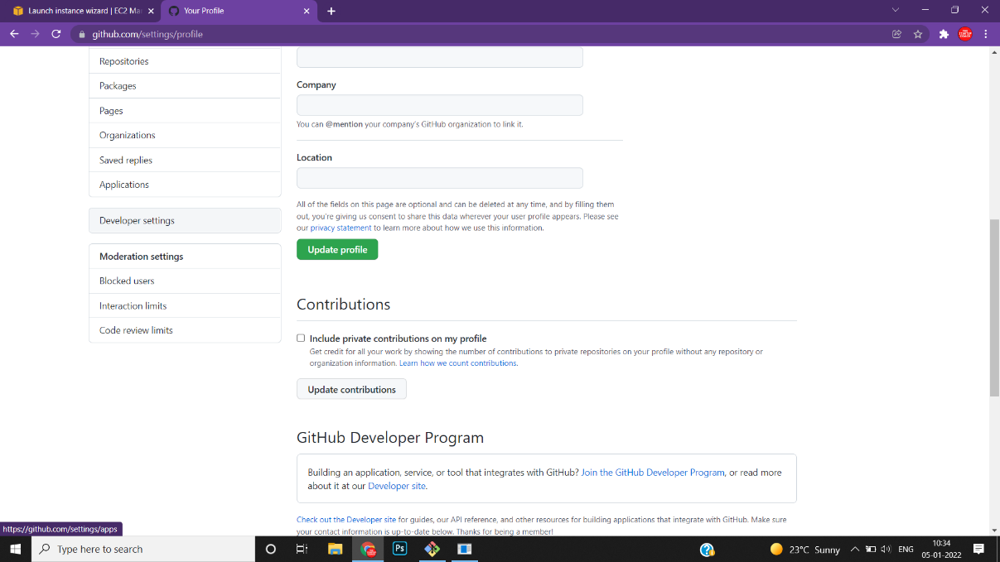 Launch instance wizard | EC2 Ma
Your Profile
github.com/settings/profile
Repositories
Packages
Pages
Organizations
Saved replies
Applications
Developer settings
Moderation settings
Blocked users
Interaction limits
Code review limits
Company
You can @mention your company's GitHub organization to link it.
Location
All of the fields on this page are optional and can be deleted at any time, and by filling them
out, you're giving us consent to share this data wherever your user profile appears. Please see
our privacy statement to learn more about how we use this information.
Update profile
Contributions
Include private contributions on my profile
Get credit for all your work by showing the number of contributions to private repositories on your profile without any repository or
organization information. Learn how we count contributions.
Update contributions
GitHub Developer Program
Building an application, service, or tool that integrates with GitHub? Join the GitHub Developer Program, or read more
about it at our Developer site.
Check out the Developer site for guides, our API reference, and other resources for building applications that integrate with GitHub. Make sure
your contact information is up-to-date below. Thanks for being a member!
https://github.com/settings/apps
Type here to search
Ps
23°C Sunny
ENG
10:34
05-01-2022